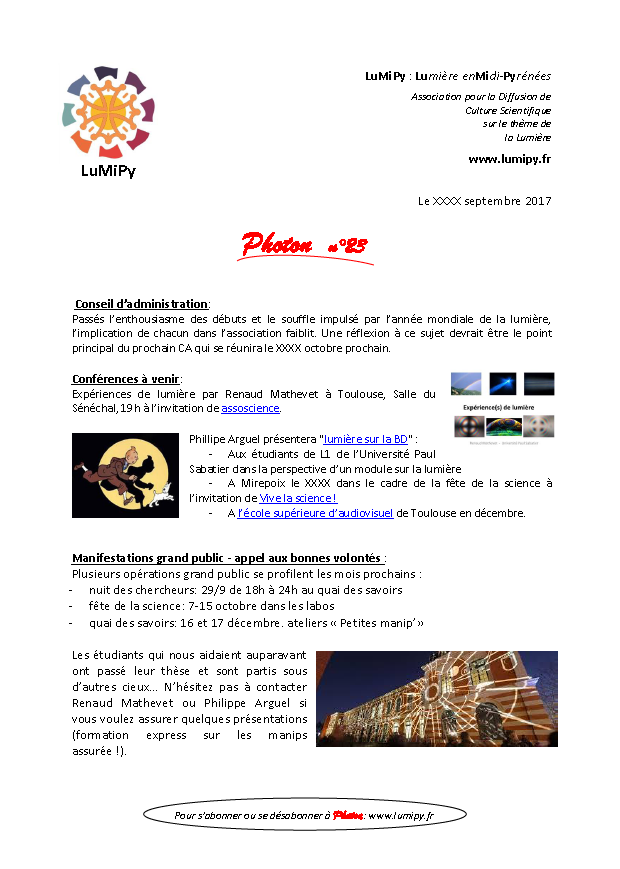 LuMiPy : Lumière enMidi-Pyrénées
Association pour la Diffusion de
Culture Scientifique
sur le thème de
la Lumière
www.lumipy.fr
LuMiPy
Le XXXX septembre 2017
Photon n°23
Conseil d’administration:
Passés l’enthousiasme des débuts et le souffle impulsé par l’année mondiale de la lumière,
l’implication de chacun dans l’association faiblit. Une réflexion à ce sujet devrait être le point
principal du prochain CA qui se réunira le XXXX octobre prochain.
Conférences à venir:
Expériences de lumière par Renaud Mathevet à Toulouse, Salle du
Sénéchal, 19 h à l’invitation de assoscience.
Expérience(s) de lumière
Phillipe Arguel présentera "lumière sur la BD" :
- Aux étudiants de L1 de l’Université Paul
Sabatier dans la perspective d’un module sur la lumière
- A Mirepoix le XXXX dans le cadre de la fête de la science à
l’invitation de Vive la science !
- A l’école supérieure d’audiovisuel de Toulouse en décembre.
Manifestations grand public - appel aux bonnes volontés :
Plusieurs opérations grand public se profilent les mois prochains :
- nuit des chercheurs: 29/9 de 18h à 24h au quai des savoirs
- fête de la science: 7-15 octobre dans les labos
- quai des savoirs: 16 et 17 décembre. ateliers « Petites manip’ »
Les étudiants qui nous aidaient auparavant
ont passé leur thèse et sont partis sous
d’autres cieux… N’hésitez pas à contacter
Renaud Mathevet ou Philippe Arguel si
vous voulez assurer quelques présentations
(formation express sur les manips
assurée !).
Pour s’abonner ou se désabonner à Photon: www.lumipy.fr